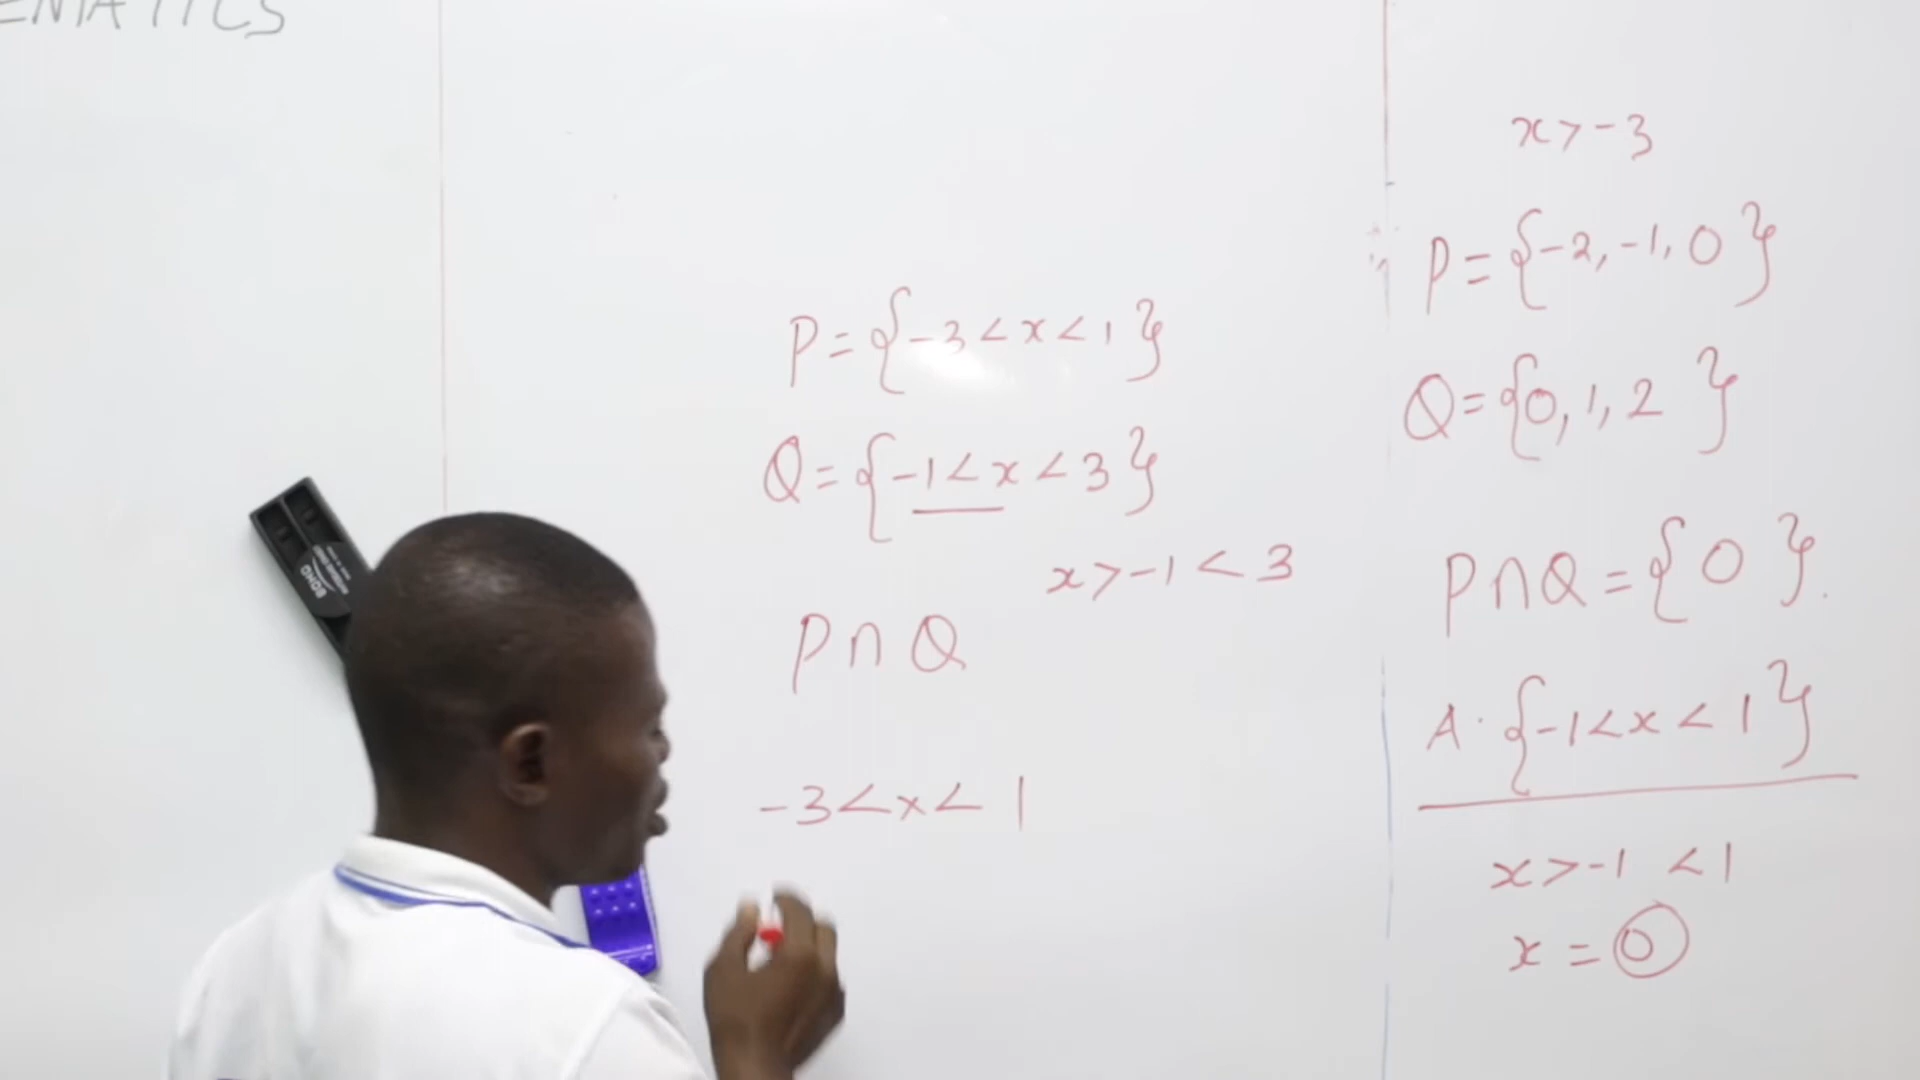 P = {-3 < x < 1}
Q = {-1 < x < 3}
x > -1 < 3
P ∩ Q
-3 < x < 1
x > -3
P = {-2, -1, 0}
Q = {0, 1, 2}
P ∩ Q = {0}.
A. {-1 < x < 1}
x > -1 < 1
x = 0